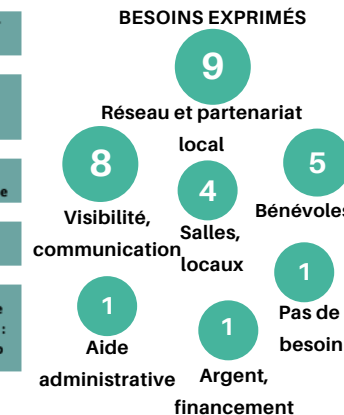 BESOINS EXPRIMÉS
9
Réseau et partenariat
local
8
Visibilité,
communication
4
Salles,
locaux
5
Bénévoles
1
Pas de
besoin
1
Aide
administrative
1
Argent,
financement